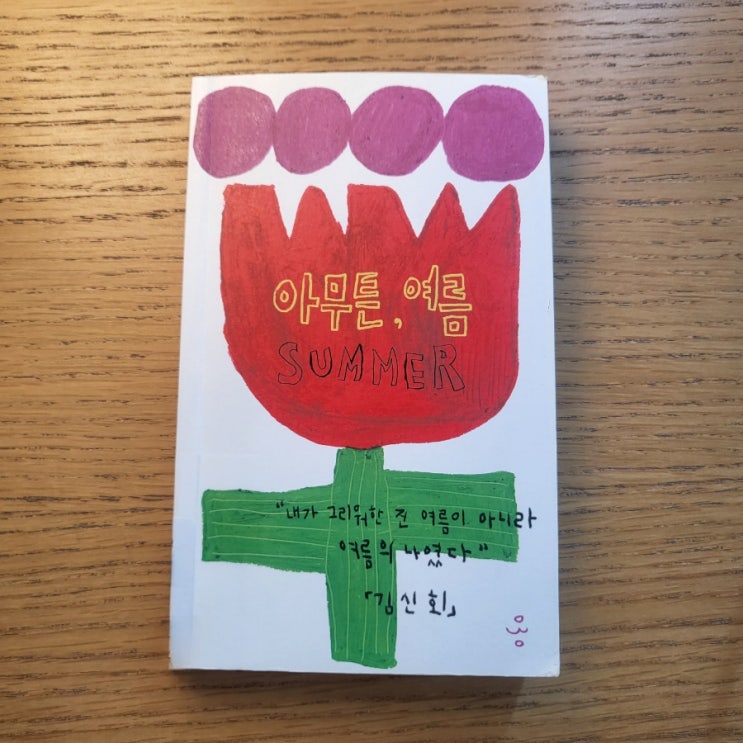 아무튼, 여름
SUMMER
"내가 그리워한 건 여름이 아니라
여름의 나였다"
「김신회」
030